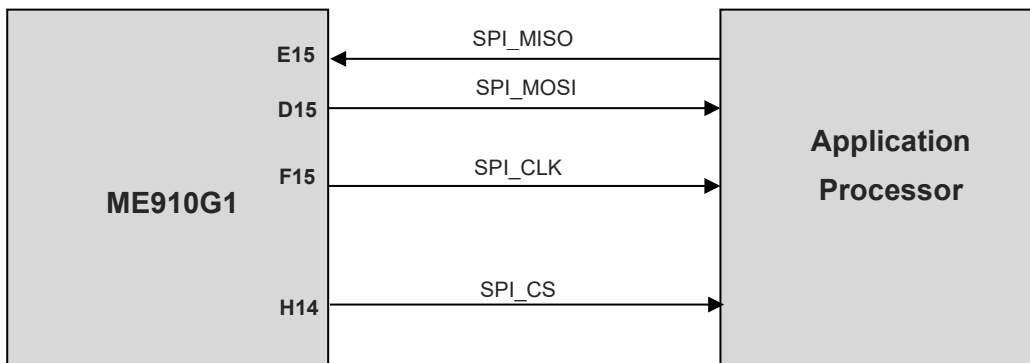 SPI_MISO
E15
SPI_MOSI
D15
Application
Processor
SPI_CLK
F15
ME910G1
SPI_CS
H14